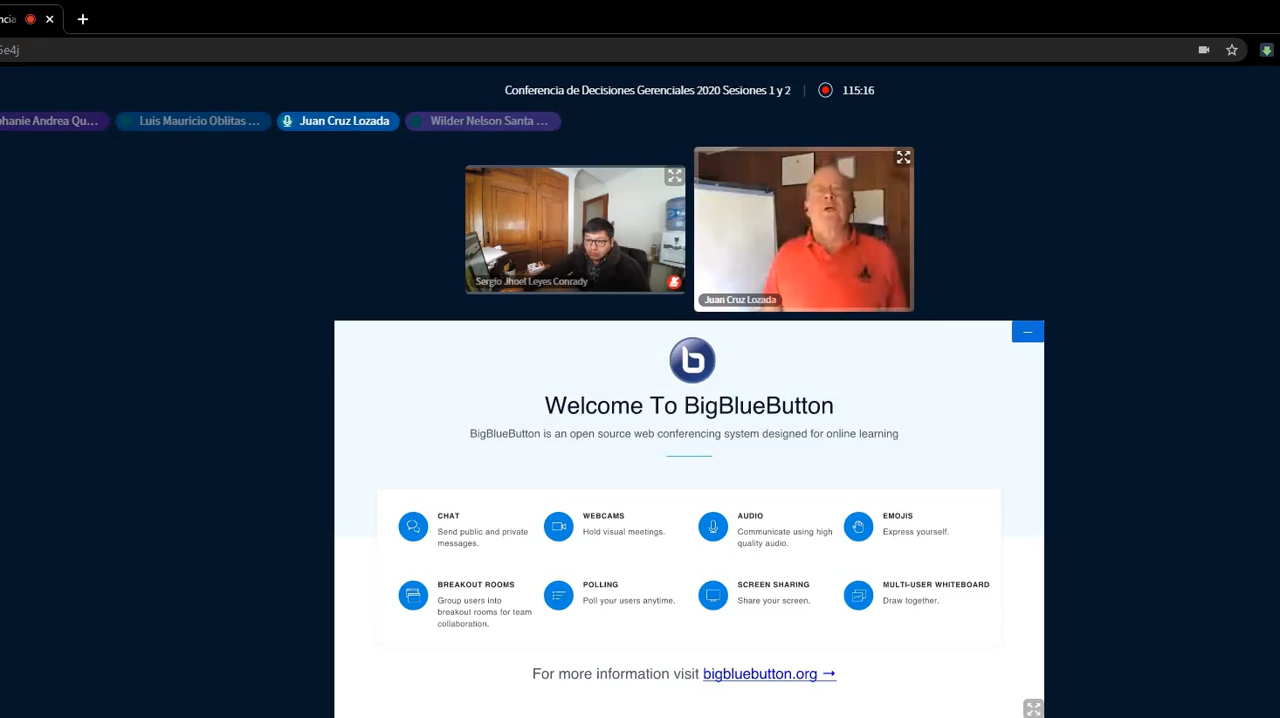 ncia
5e4j
Conferencia de Decisiones Gerenciales 2020 Sesiones 1 y 2 | 115:16
phanie Andrea Qu... Luis Mauricio Oblitas ... Juan Cruz Lozada Wilder Nelson Santa ...
Sergio Jhoel Leyes Conrady
Juan Cruz Lozada
b
Welcome To BigBlueButton
BigBlueButton is an open source web conferencing system designed for online learning
CHAT
Send public and private
messages.
WEBCAMS
Hold visual meetings.
AUDIO
Communicate using high
quality audio.
EMOJIS
Express yourself.
BREAKOUT ROOMS
Group users into
breakout rooms for team
collaboration.
POLLING
Poll your users anytime.
SCREEN SHARING
Share your screen.
MULTI-USER WHITEBOARD
Draw together.
For more information visit bigbluebutton.org →